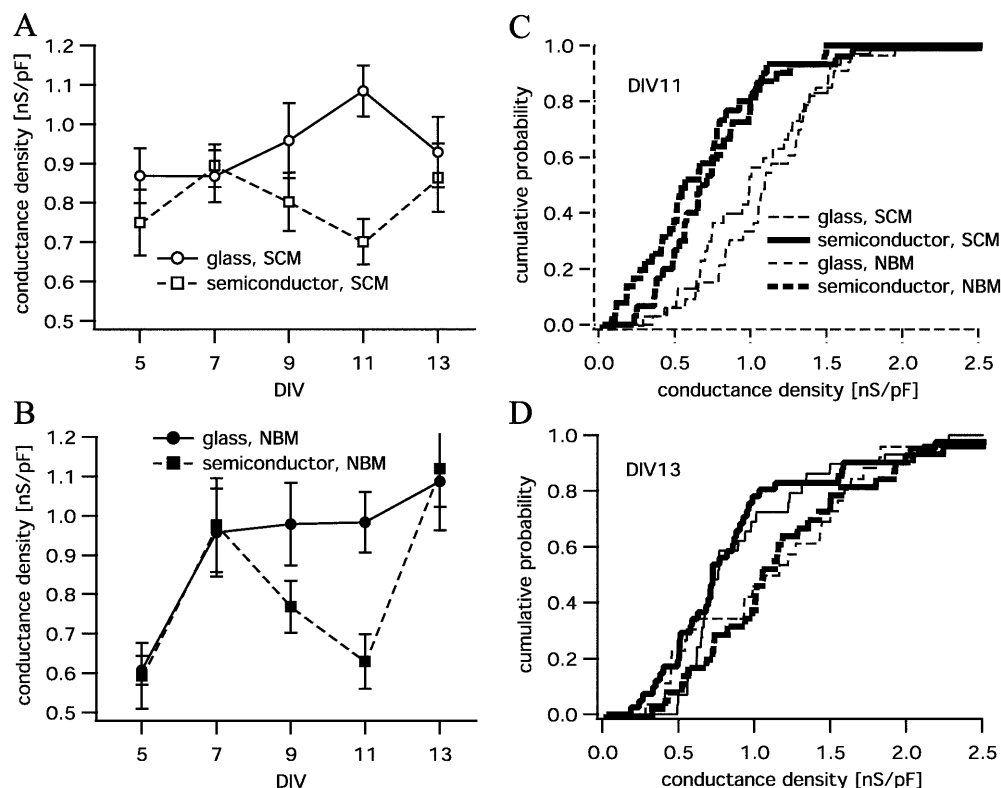 A
conductance density [nS/pF]
1.2
1.1
1.0
0.9
0.8
0.7
0.6
0.5
glass, SCM
semiconductor, SCM
5 7 9 11 13
DIV
B
conductance density [nS/pF]
1.2
1.1
1.0
0.9
0.8
0.7
0.6
0.5
glass, NBM
semiconductor, NBM
5 7 9 11 13
DIV
C
cumulative probability
1.0
0.8
0.6
0.4
0.2
0.0
DIV11
glass, SCM
semiconductor, SCM
glass, NBM
semiconductor, NBM
0.0 0.5 1.0 1.5 2.0 2.5
conductance density [nS/pF]
D
cumulative probability
1.0
0.8
0.6
0.4
0.2
0.0
DIV13
0.0 0.5 1.0 1.5 2.0 2.5
conductance density [nS/pF]